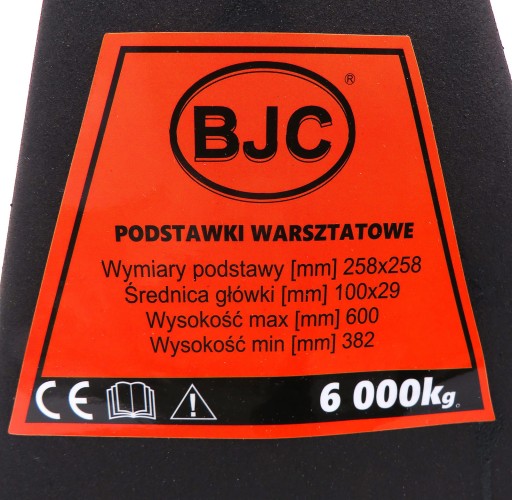 BJC
®
PODSTAWKI WARSZTATOWE
Wymiary podstawy [mm] 258x258
Średnica główki [mm] 100x29
Wysokość max [mm] 600
Wysokość min [mm] 382
CE 6 000kg